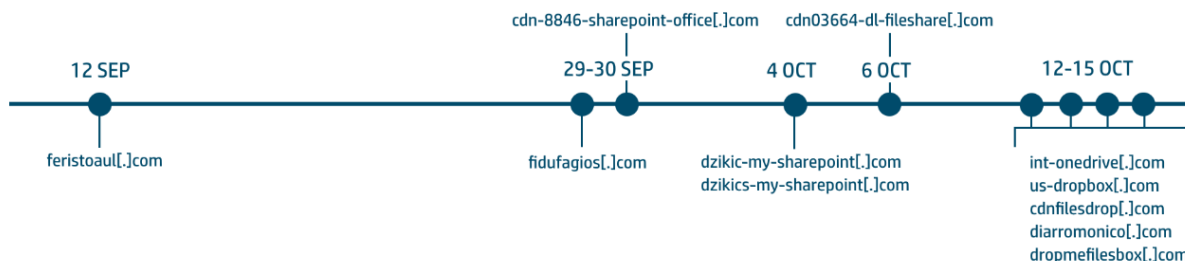 cdn-8846-sharepoint-office[.]com
cdn03664-dl-fileshare[.]com
12 SEP
29-30 SEP
4 OCT
6 OCT
12-15 OCT
feristoaul[.]com
fidufagios[.]com
dzikic-my-sharepoint[.]com
dzikics-my-sharepoint[.]com
int-onedrive[.]com
us-dropbox[.]com
cdnfilesdrop[.]com
diarromonico[.]com
dropmefilesbox[.]com